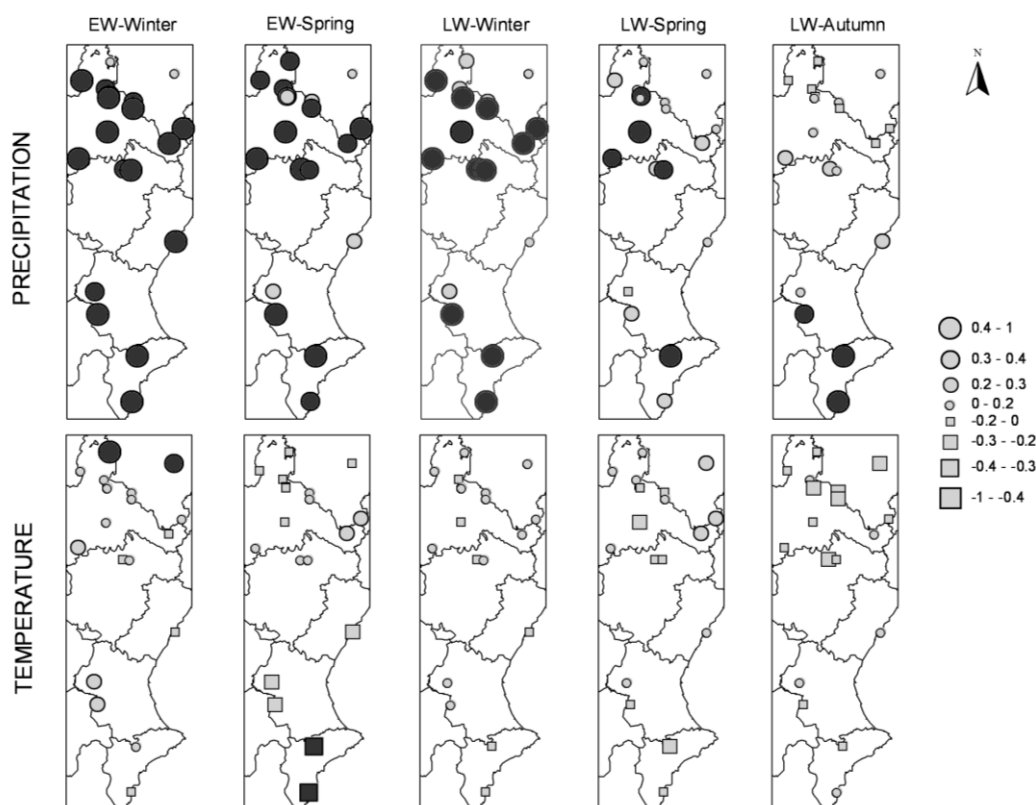 EW-Winter EW-Spring LW-Winter LW-Spring LW-Autumn
N
PRECIPITATION
0.4 - 1
0.3 - 0.4
0.2 - 0.3
0 - 0.2
-0.2 - 0
-0.3 - -0.2
-0.4 - -0.3
-1 - -0.4
TEMPERATURE